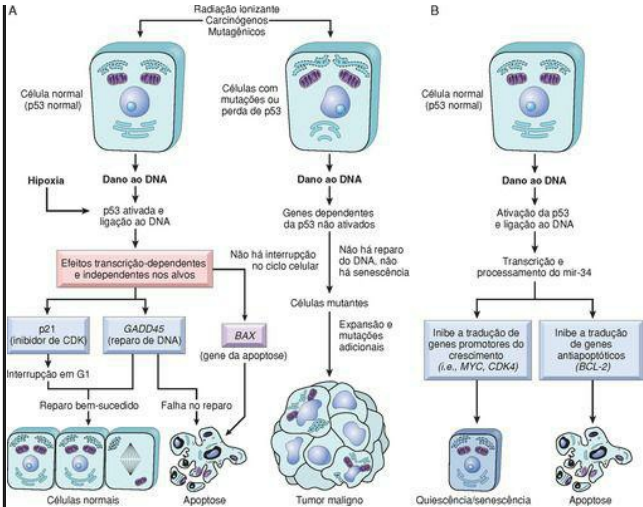 A
Radiação ionizante
Carcinógenos
Mutagênicos
Célula normal
(p53 normal)
Células com
mutações ou
perda de p53
Hipoxia
Dano ao DNA
Dano ao DNA
p53 ativada e
ligação ao DNA
Genes dependentes
da p53 não ativados
Efeitos transcrição-dependentes
e independentes nos alvos
Não há interrupção
no ciclo celular
Não há reparo
do DNA, não
há senescência
p21
(inibidor de CDK)
GADD45
(reparo de DNA)
BAX
(gene da apoptose)
Células mutantes
Expansão e
mutações
adicionais
Interrupção em G1
Reparo bem-sucedido
Falha no reparo
Células normais
Apoptose
Tumor maligno
B
Célula normal
(p53 normal)
Dano ao DNA
Ativação da p53
e ligação ao DNA
Transcrição e
processamento do mir-34
Inibe a tradução de
genes promotores do
crescimento
(i.e., MYC, CDK4)
Inibe a tradução
de genes
antiapoptóticos
(BCL-2)
Quiescência/senescência
Apoptose